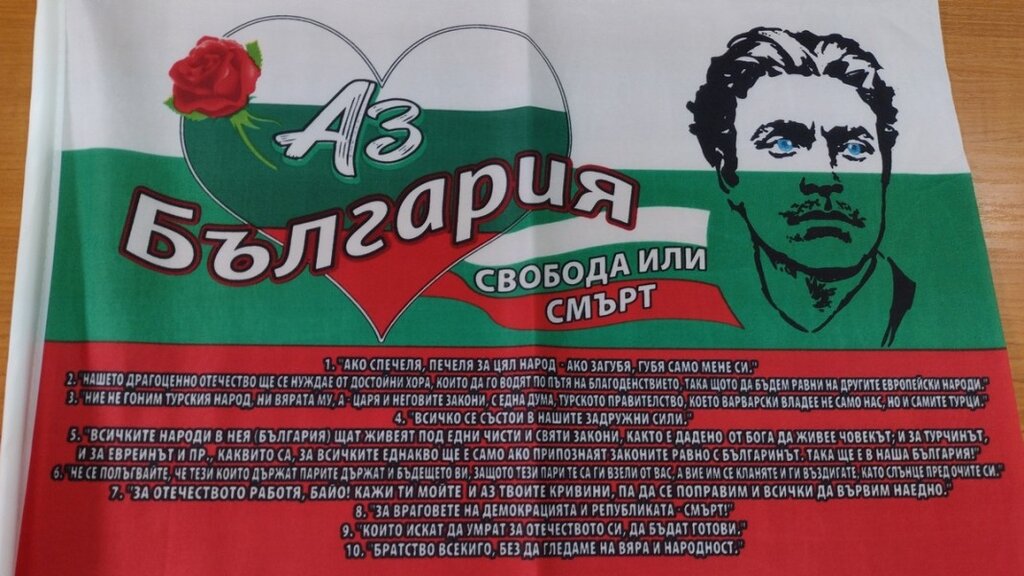 Аз
България
СВОБОДА ИЛИ
СМЪРТ
1. "АКО СПЕЧЕЛЯ, ПЕЧЕЛЯ ЗА ЦЯЛ НАРОД - АКО ЗАГУБЯ, ГУБЯ САМО МЕНЕ СИ."
2. "НАШЕТО ДРАГОЦЕННО ОТЕЧЕСТВО ЩЕ СЕ НУЖДАЕ ОТ ДОСТОЙНИ ХОРА, КОИТО ДА ГО ВОДЯТ ПО ПЪТЯ НА БЛАГОДЕНСТВИЕТО, ТАКА ЩОТО ДА БЪДЕМ РАВНИ НА ДРУГИТЕ ЕВРОПЕЙСКИ НАРОДИ."
3. "НИЕ НЕ ГОНИМ ТУРСКИЯ НАРОД, НИ ВЯРАТА МУ, А - ЦАРЯ И НЕГОВИТЕ ЗАКОНИ, С ЕДНА ДУМА, ТУРСКОТО ПРАВИТЕЛСТВО, КОЕТО ВАРВАРСКИ ВЛАДЕЕ НЕ САМО НАС, НО И САМИТЕ ТУРЦИ."
4. "ВСИЧКО СЕ СЪСТОИ В НАШИТЕ ЗАДРУЖНИ СИЛИ."
5. "ВСИЧКИТЕ НАРОДИ В НЕЯ (БЪЛГАРИЯ) ЩАТ ЖИВЕЯТ ПОД ЕДНИ ЧИСТИ И СВЯТИ ЗАКОНИ, КАКТО Е ДАДЕНО ОТ БОГА ДА ЖИВЕЕ ЧОВЕКЪТ; И ЗА ТУРЧИНЪТ,
И ЗА ЕВРЕИНЪТ И ПР., КАКВИТО СА, ЗА ВСИЧКИТЕ ЕДНАКВО ЩЕ Е САМО АКО ПРИПОЗНАЯТ ЗАКОНИТЕ РАВНО С БЪЛГАРИНЪТ. ТАКА ЩЕ Е В НАША БЪЛГАРИЯ!"
6. "ЧЕ СЕ ПОЛЪГВАЙТЕ, ЧЕ ТЕЗИ КОИТО ДЪРЖАТ ПАРИТЕ ДЪРЖАТ И БЪДЕЩЕТО ВИ, ЗАЩОТО ТЕЗИ ПАРИТЕ СА ГИ ВЗЕЛИ ОТ ВАС, А ВИЕ ИМ СЕ КЛАНЯТЕ И ГИ ВЪЗДИГАТЕ, КАТО СЛЪНЦЕ ПРЕД ОЧИТЕ СИ."
7. "ЗА ОТЕЧЕСТВОТО РАБОТЯ, БАЙО! КАЖИ ТИ МОЙТЕ И АЗ ТВОИТЕ КРИВИНИ, ПА ДА СЕ ПОПРАВИМ И ВСИЧКИ ДА ВЪРВИМ НАЕДНО."
8. "ЗА ВРАГОВЕТЕ НА ДЕМОКРАЦИЯТА И РЕПУБЛИКАТА - СМЪРТ!"
9. "КОИТО ИСКАТ ДА УМРАТ ЗА ОТЕЧЕСТВОТО СИ, ДА БЪДАТ ГОТОВИ."
10. "БРАТСТВО ВСЕКИГО, БЕЗ ДА ГЛЕДАМЕ НА ВЯРА И НАРОДНОСТ."